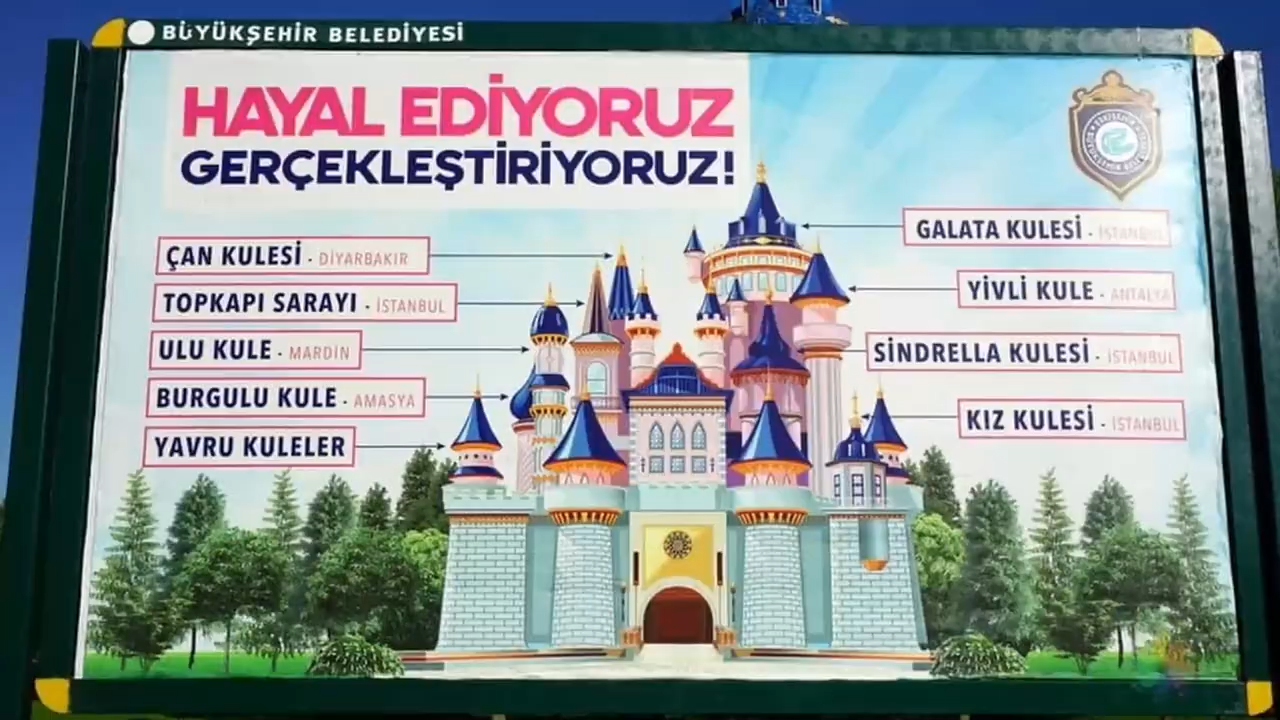 BÜYÜKŞEHİR BELEDİYESİ
HAYAL EDİYORUZ
GERÇEKLEŞTİRİYORUZ!
ÇAN KULESİ - DİYARBAKIR
TOPKAPI SARAYI - İSTANBUL
ULU KULE - MARDİN
BURGULU KULE - AMASYA
YAVRU KULELER
GALATA KULESİ - İSTANBUL
YİVLİ KULE - ANTALYA
SİNDRELLA KULESİ - İSTANBUL
KIZ KULESİ - İSTANBUL